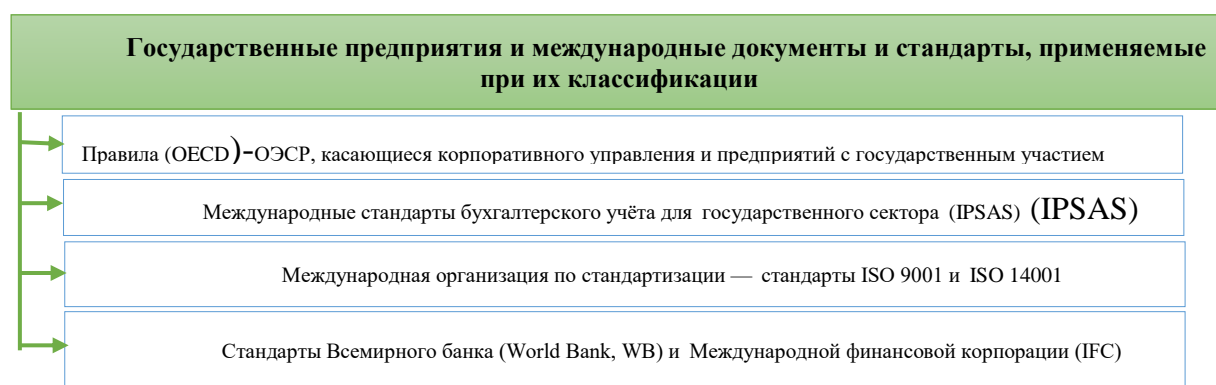 Государственные предприятия и международные документы и стандарты, применяемые
при их классификации
Правила (OECD)-ОЭСР, касающиеся корпоративного управления и предприятий с государственным участием
Международные стандарты бухгалтерского учёта для государственного сектора (IPSAS) (IPSAS)
Международная организация по стандартизации — стандарты ISO 9001 и ISO 14001
Стандарты Всемирного банка (World Bank, WB) и Международной финансовой корпорации (IFC)